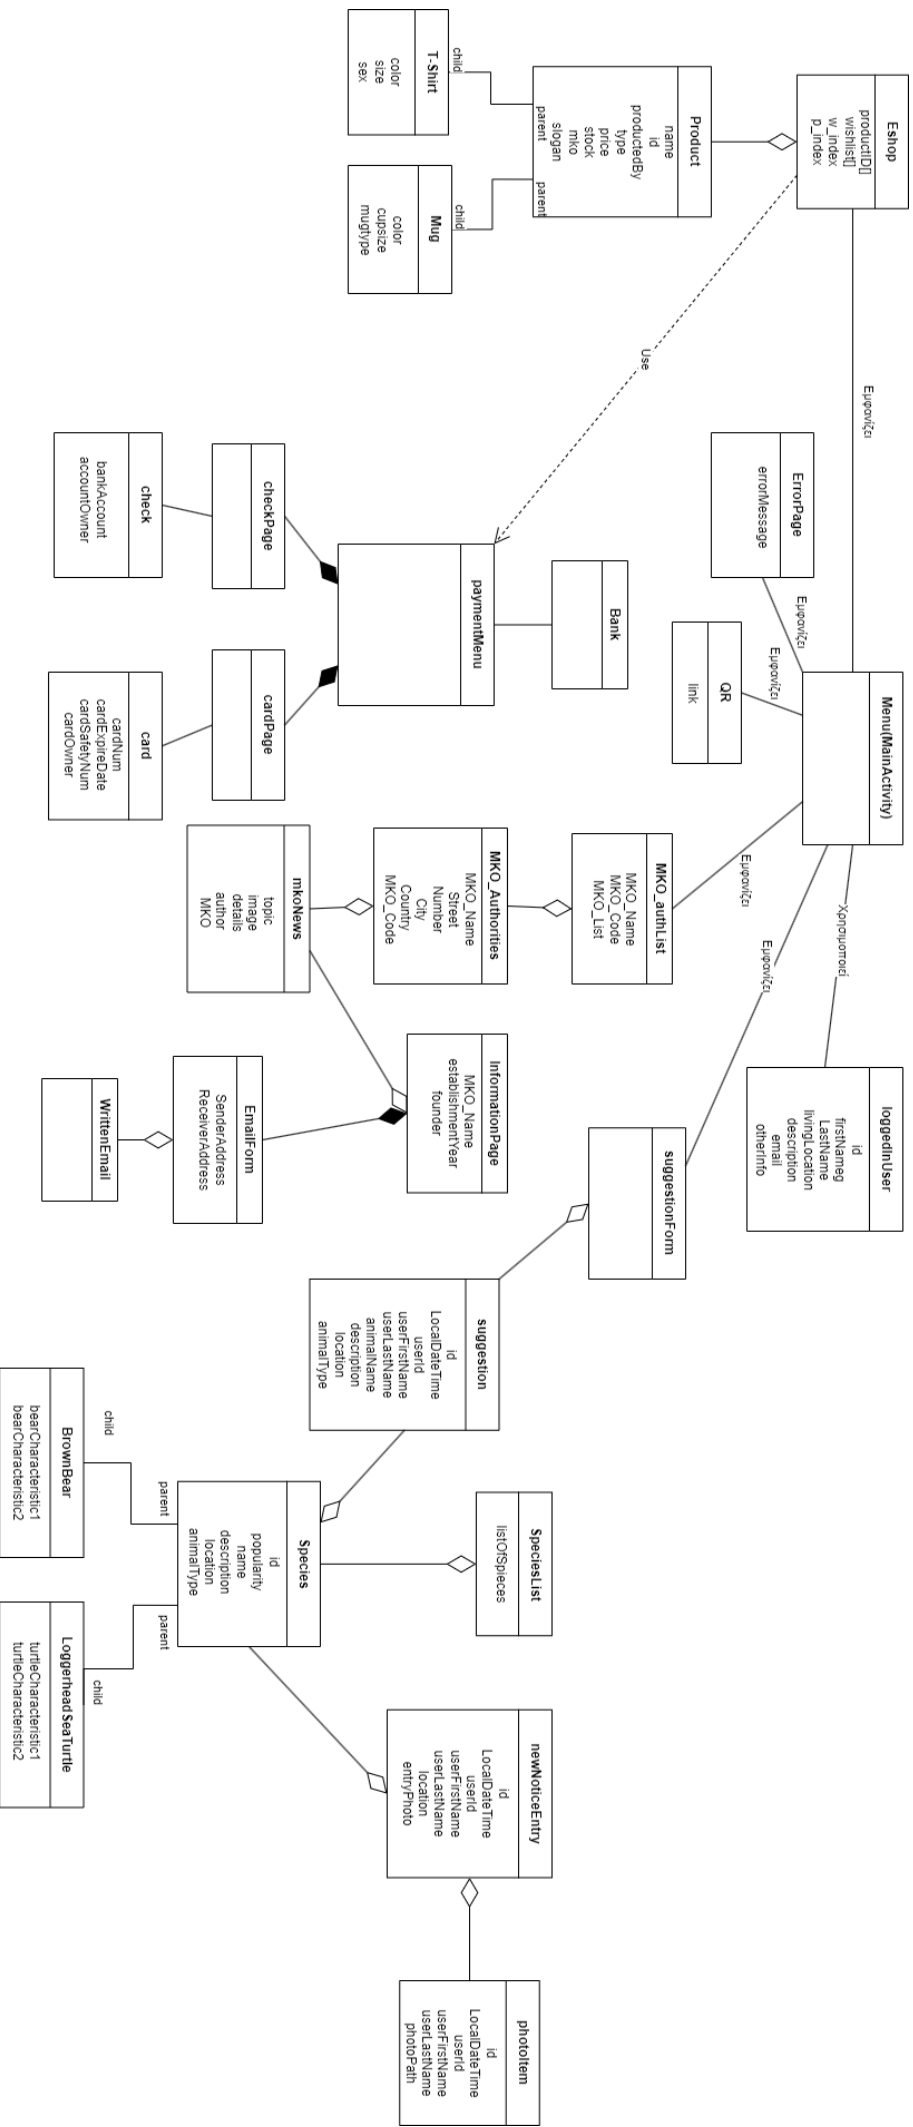 Eshop
productID[]
wishlist[]
w_index
p_index
Product
name
id
productedBy
type
price
stock
mko
slogan
parent
parent
child
T-Shirt
color
size
sex
child
Mug
color
cupsize
mugtype
Use
Εμφανίζει
Menu(MainActivity)
Εμφανίζει
ErrorPage
errorMessage
Εμφανίζει
QR
link
Bank
paymentMenu
checkPage
check
bankAccount
accountOwner
cardPage
card
cardNum
cardExpireDate
cardSafetyNum
cardOwner
Εμφανίζει
MKO_authList
MKO_Name
MKO_Code
MKO_List
MKO_Authorities
MKO_Name
Street
Number
City
Country
MKO_Code
mkoNews
topic
image
details
author
MKO
InformationPage
MKO_Name
establishmentYear
founder
EmailForm
SenderAddress
ReceiverAddress
WrittenEmail
Χρησιμοποιεί
loggedInUser
id
firstNameg
LastName
livingLocation
description
email
otherInfo
Εμφανίζει
suggestionForm
suggestion
id
LocalDateTime
userId
userFirstName
userLastName
animalName
description
location
animalType
SpeciesList
listOfSpieces
Species
id
popularity
name
description
location
animalType
parent
parent
child
BrownBear
bearCharacteristic1
bearCharacteristic2
child
LoggerheadSeaTurtle
turtleCharacteristic1
turtleCharacteristic2
newNoticeEntry
id
LocalDateTime
userId
userFirstName
userLastName
location
entryPhoto
photoItem
id
LocalDateTime
userId
userFirstName
userLastName
photoPath